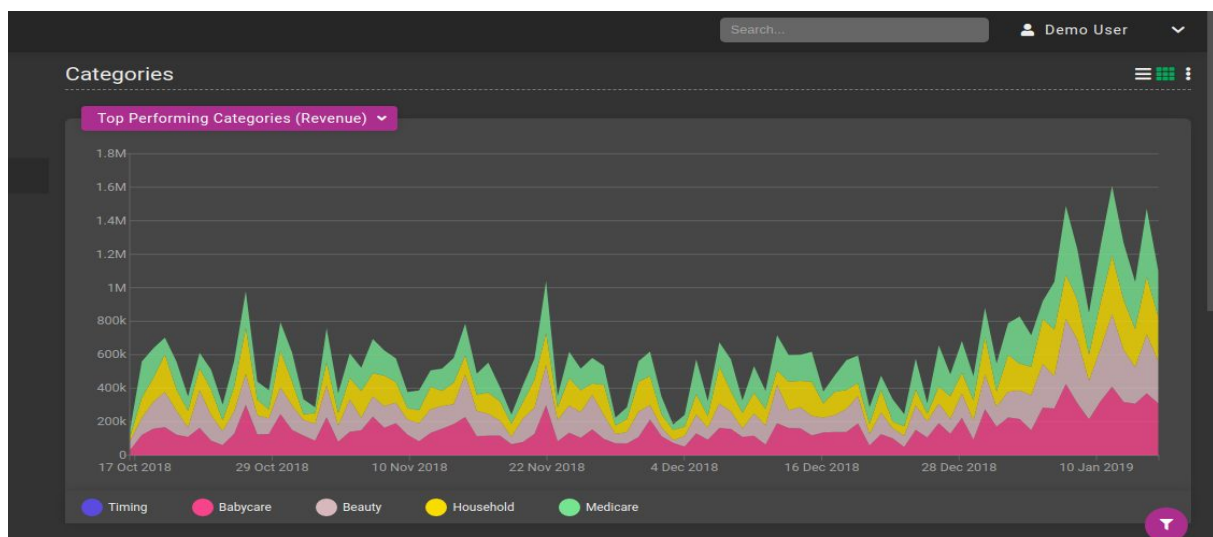 Search...
Demo User
Categories
Top Performing Categories (Revenue)
1.8M
1.6M
1.4M
1.2M
1M
800k
600k
400k
200k
0
17 Oct 2018 29 Oct 2018 10 Nov 2018 22 Nov 2018 4 Dec 2018 16 Dec 2018 28 Dec 2018 10 Jan 2019
Timing Babycare Beauty Household Medicare